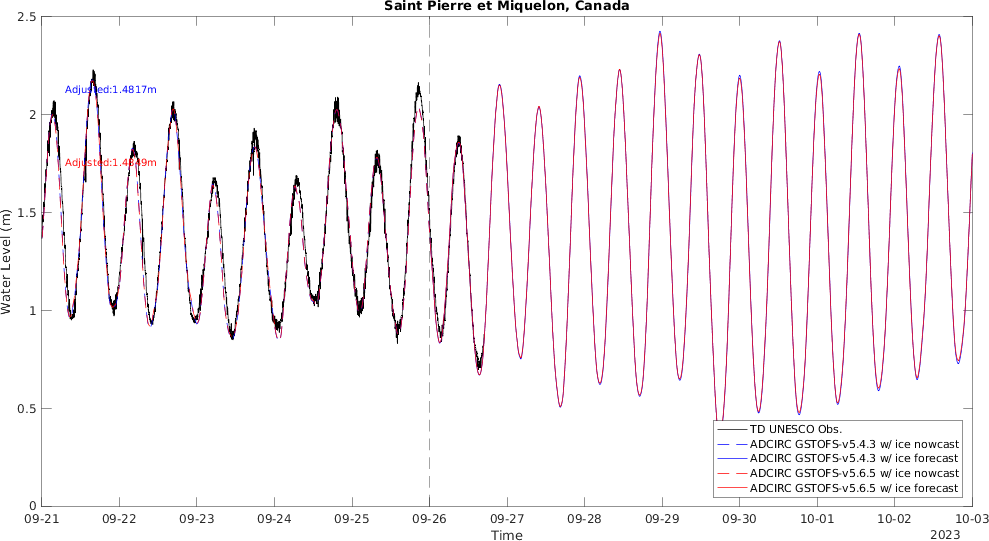 Saint Pierre et Miquelon, Canada
2.5
2
1.5
1
0.5
0
Water Level (m)
Adjusted:1.4817m
Adjusted:1.4849m
TD UNESCO Obs.
ADCIRC GSTOFS-v5.4.3 w/ ice nowcast
ADCIRC GSTOFS-v5.4.3 w/ ice forecast
ADCIRC GSTOFS-v5.6.5 w/ ice nowcast
ADCIRC GSTOFS-v5.6.5 w/ ice forecast
09-21 09-22 09-23 09-24 09-25 09-26 09-27 09-28 09-29 09-30 10-01 10-02 10-03
Time
2023